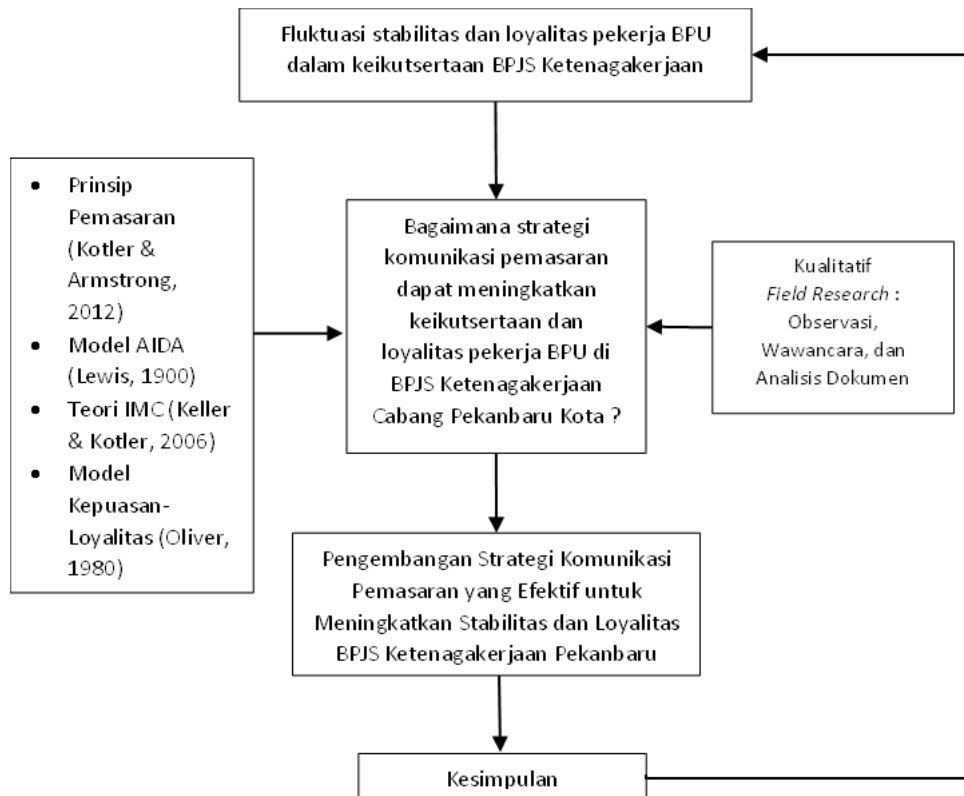 Fluktuasi stabilitas dan loyalitas pekerja BPU
dalam keikutsertaan BPJS Ketenagakerjaan
• Prinsip
Pemasaran
(Kotler &
Armstrong,
2012)
• Model AIDA
(Lewis, 1900)
• Teori IMC (Keller
& Kotler, 2006)
• Model
Kepuasan-
Loyalitas (Oliver,
1980)
Bagaimana strategi
komunikasi pemasaran
dapat meningkatkan
keikutsertaan dan
loyalitas pekerja BPU di
BPJS Ketenagakerjaan
Cabang Pekanbaru Kota ?
Kualitatif
Field Research :
Observasi,
Wawancara, dan
Analisis Dokumen
Pengembangan Strategi Komunikasi
Pemasaran yang Efektif untuk
Meningkatkan Stabilitas dan Loyalitas
BPJS Ketenagakerjaan Pekanbaru
Kesimpulan